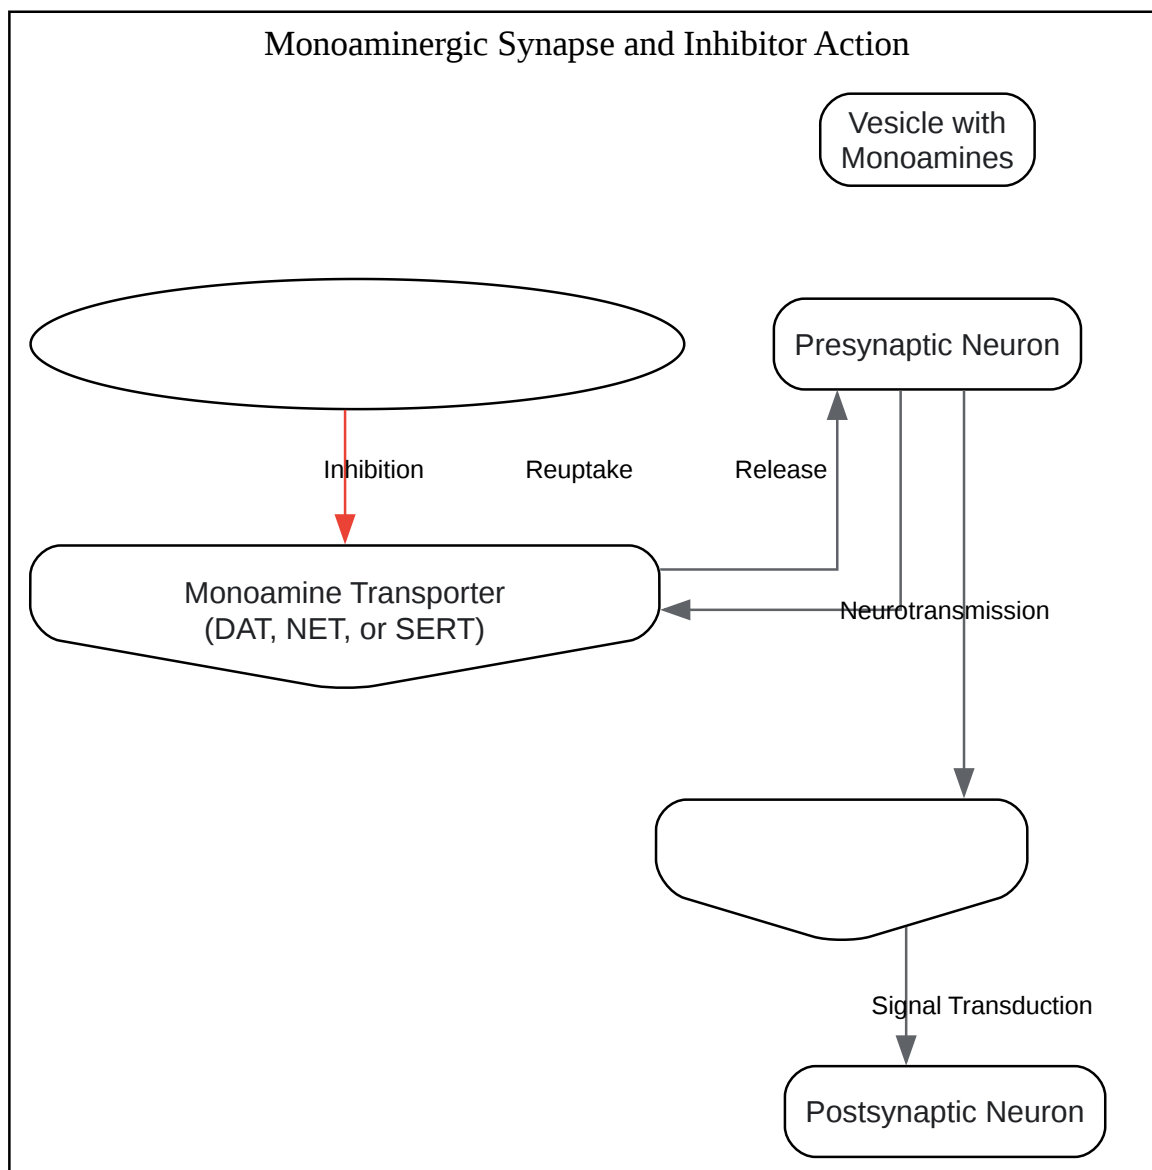 Monoaminergic Synapse and Inhibitor Action
Vesicle with
Monoamines
Presynaptic Neuron
Inhibition
Reuptake
Release
Monoamine Transporter
(DAT, NET, or SERT)
Neurotransmission
Signal Transduction
Postsynaptic Neuron